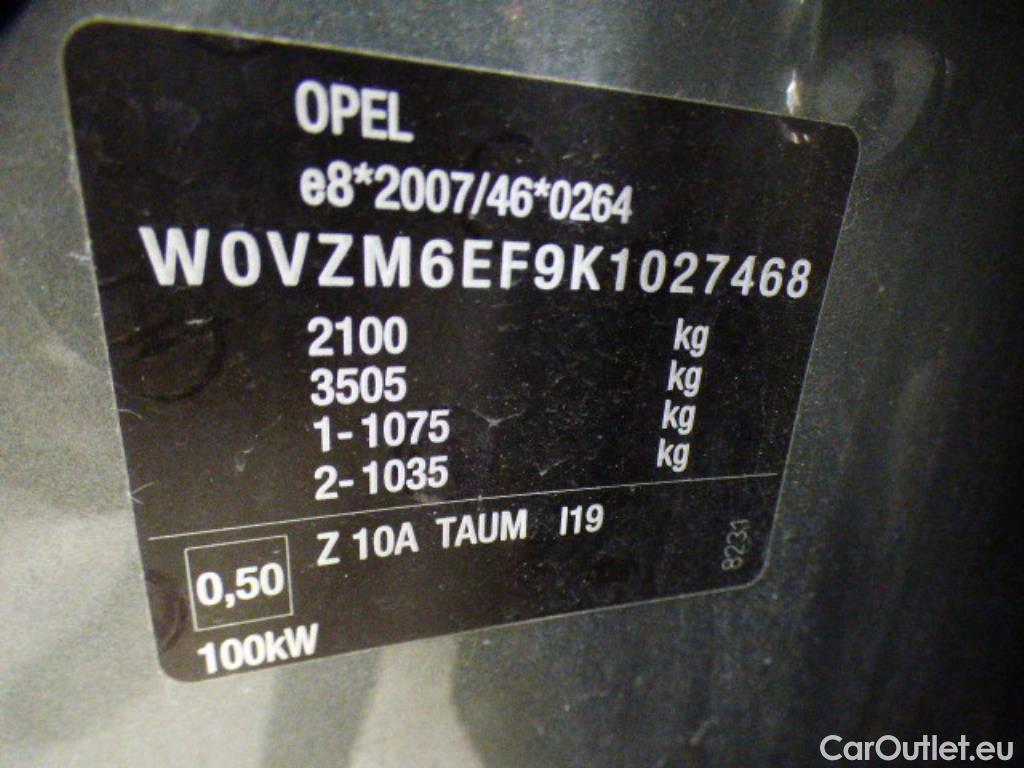 OPEL
e8*2007/46*0264
W0VZM6EF9K1027468
2100 kg
3505 kg
1-1075 kg
2-1035 kg
Z 10A TAUM I19
0,50
100kW
8231
CarOutlet.eu